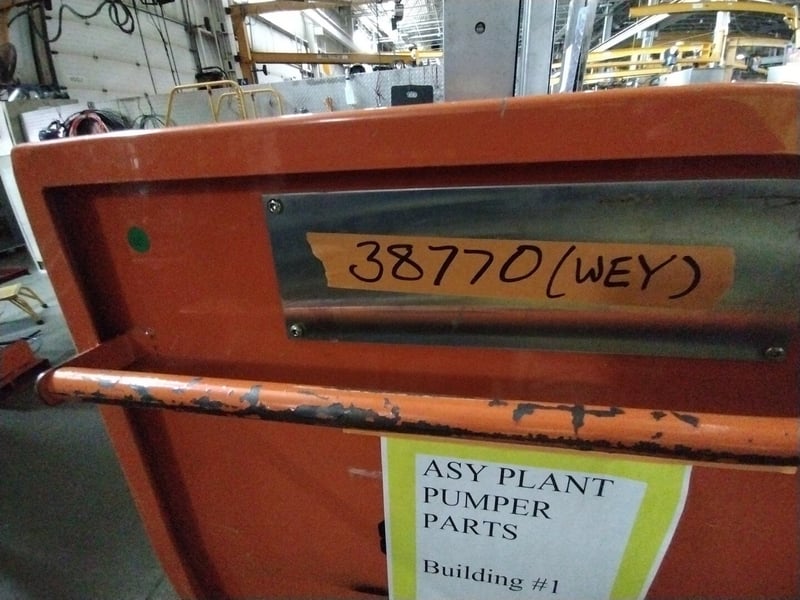 38770 (WEY)
ASY PLANT
PUMPER
PARTS
Building #1